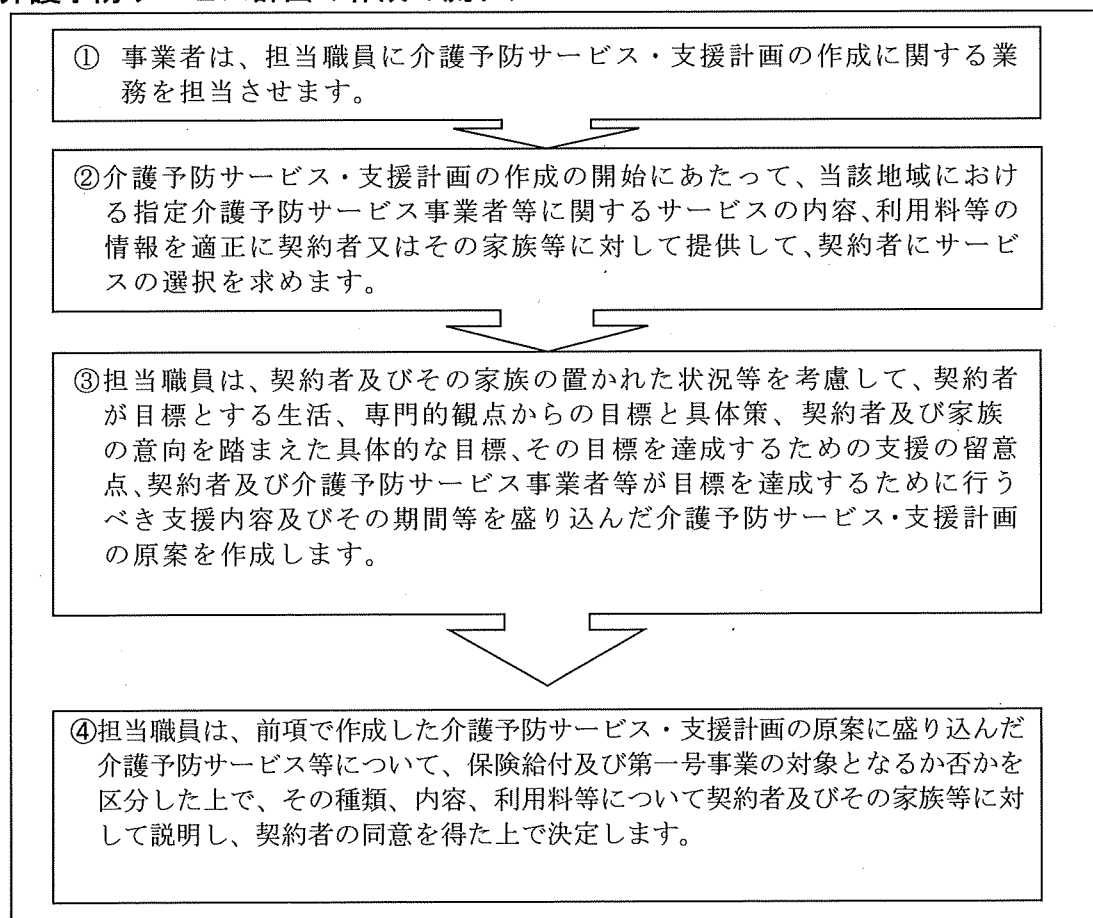 ① 事業者は、担当職員に介護予防サービス・支援計画の作成に関する業
務を担当させます。
②介護予防サービス・支援計画の作成の開始にあたって、当該地域におけ
る指定介護予防サービス事業者等に関するサービスの内容、利用料等の
情報を適正に契約者又はその家族等に対して提供して、契約者にサービ
スの選択を求めます。
③担当職員は、契約者及びその家族の置かれた状況等を考慮して、契約者
が目標とする生活、専門的観点からの目標と具体策、契約者及び家族
の意向を踏まえた具体的な目標、その目標を達成するための支援の留意
点、契約者及び介護予防サービス事業者等が目標を達成するために行う
べき支援内容及びその期間等を盛り込んだ介護予防サービス・支援計画
の原案を作成します。
④担当職員は、前項で作成した介護予防サービス・支援計画の原案に盛り込んだ
介護予防サービス等について、保険給付及び第一号事業の対象となるか否かを
区分した上で、その種類、内容、利用料等について契約者及びその家族等に対
して説明し、契約者の同意を得た上で決定します。